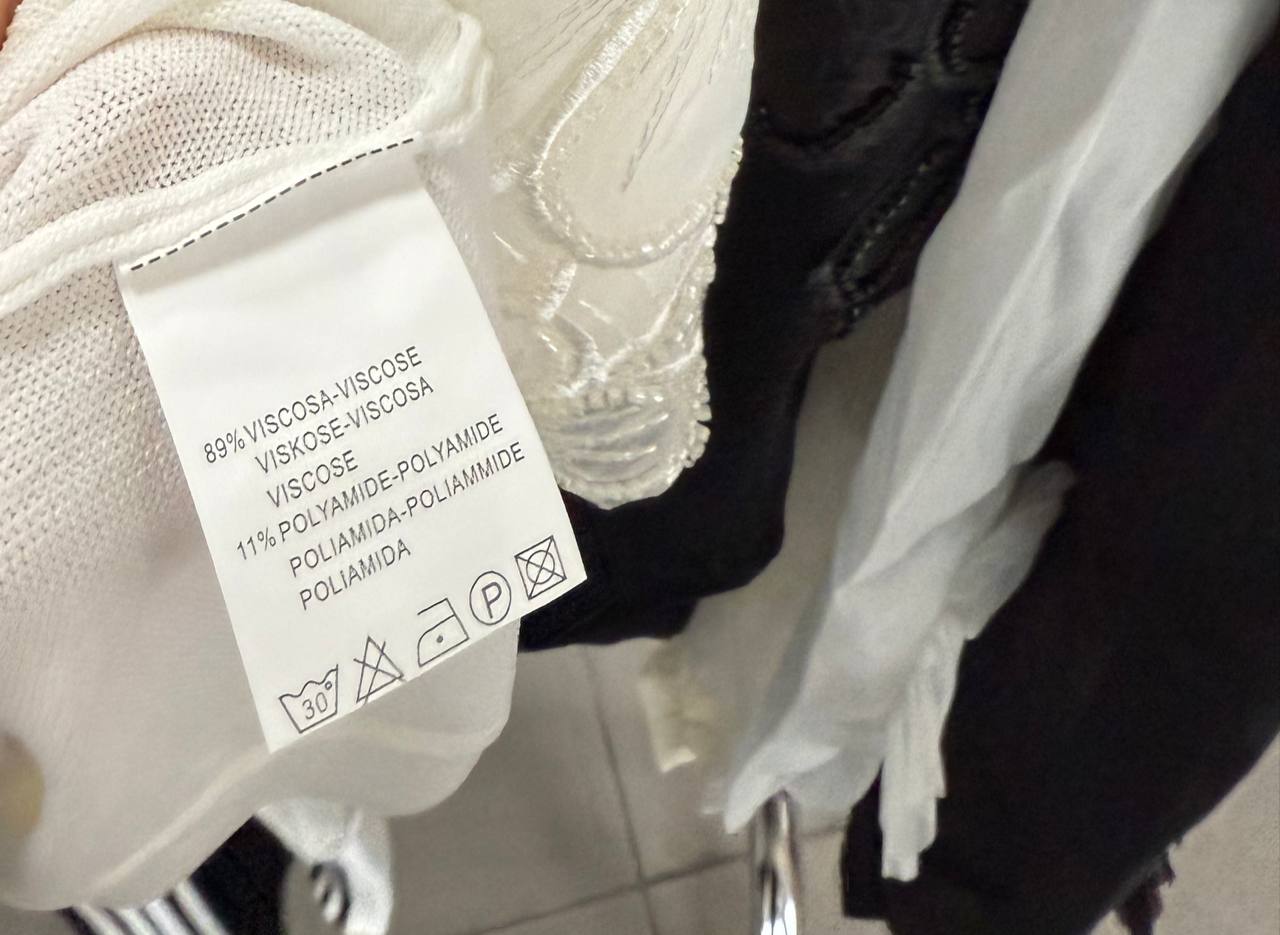 89% VISCOSA-VISCOSE
VISKOSE-VISCOSA
VISCOSE
11% POLYAMIDE-POLYAMIDE
POLIAMIDA-POLIAMMIDE
POLIAMIDA
30° P